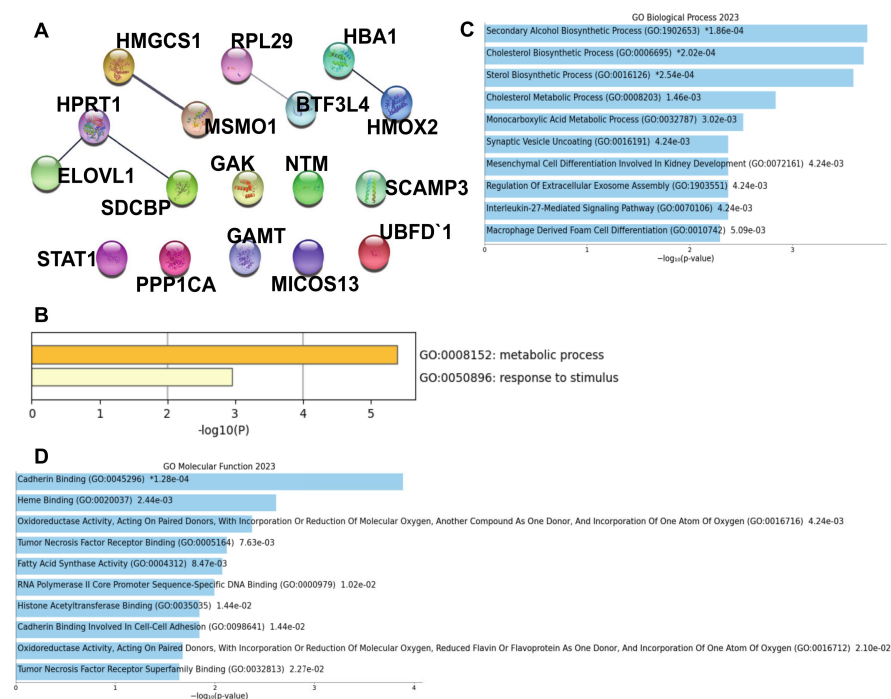 A
HMGCS1
RPL29
HBA1
HPRT1
MSMO1
BTF3L4
HMOX2
ELOVL1
GAK
NTM
SCAMP3
SDCBP
STAT1
GAMT
UBFD`1
PPP1CA
MICOS13
B
GO:0008152: metabolic process
GO:0050896: response to stimulus
0 1 2 3 4 5
-log10(P)
C
GO Biological Process 2023
Secondary Alcohol Biosynthetic Process (GO:1902653) *1.86e-04
Cholesterol Biosynthetic Process (GO:0006695) *2.02e-04
Sterol Biosynthetic Process (GO:0016126) *2.54e-04
Cholesterol Metabolic Process (GO:0008203) 1.46e-03
Monocarboxylic Acid Metabolic Process (GO:0032787) 3.02e-03
Synaptic Vesicle Uncoating (GO:0016191) 4.24e-03
Mesenchymal Cell Differentiation Involved In Kidney Development (GO:0072161) 4.24e-03
Regulation Of Extracellular Exosome Assembly (GO:1903551) 4.24e-03
Interleukin-27-Mediated Signaling Pathway (GO:0070106) 4.24e-03
Macrophage Derived Foam Cell Differentiation (GO:0010742) 5.09e-03
0 1 2 3
−log₁₀(p-value)
D
GO Molecular Function 2023
Cadherin Binding (GO:0045296) *1.28e-04
Heme Binding (GO:0020037) 2.44e-03
Oxidoreductase Activity, Acting On Paired Donors, With Incorporation Or Reduction Of Molecular Oxygen, Another Compound As One Donor, And Incorporation Of One Atom Of Oxygen (GO:0016716) 4.24e-03
Tumor Necrosis Factor Receptor Binding (GO:0005164) 7.63e-03
Fatty Acid Synthase Activity (GO:0004312) 8.47e-03
RNA Polymerase II Core Promoter Sequence-Specific DNA Binding (GO:0000979) 1.02e-02
Histone Acetyltransferase Binding (GO:0035035) 1.44e-02
Cadherin Binding Involved In Cell-Cell Adhesion (GO:0098641) 1.44e-02
Oxidoreductase Activity, Acting On Paired Donors, With Incorporation Or Reduction Of Molecular Oxygen, Reduced Flavin Or Flavoprotein As One Donor, And Incorporation Of One Atom Of Oxygen (GO:0016712) 2.10e-02
Tumor Necrosis Factor Receptor Superfamily Binding (GO:0032813) 2.27e-02
0 1 2 3 4
−log₁₀(p-value)